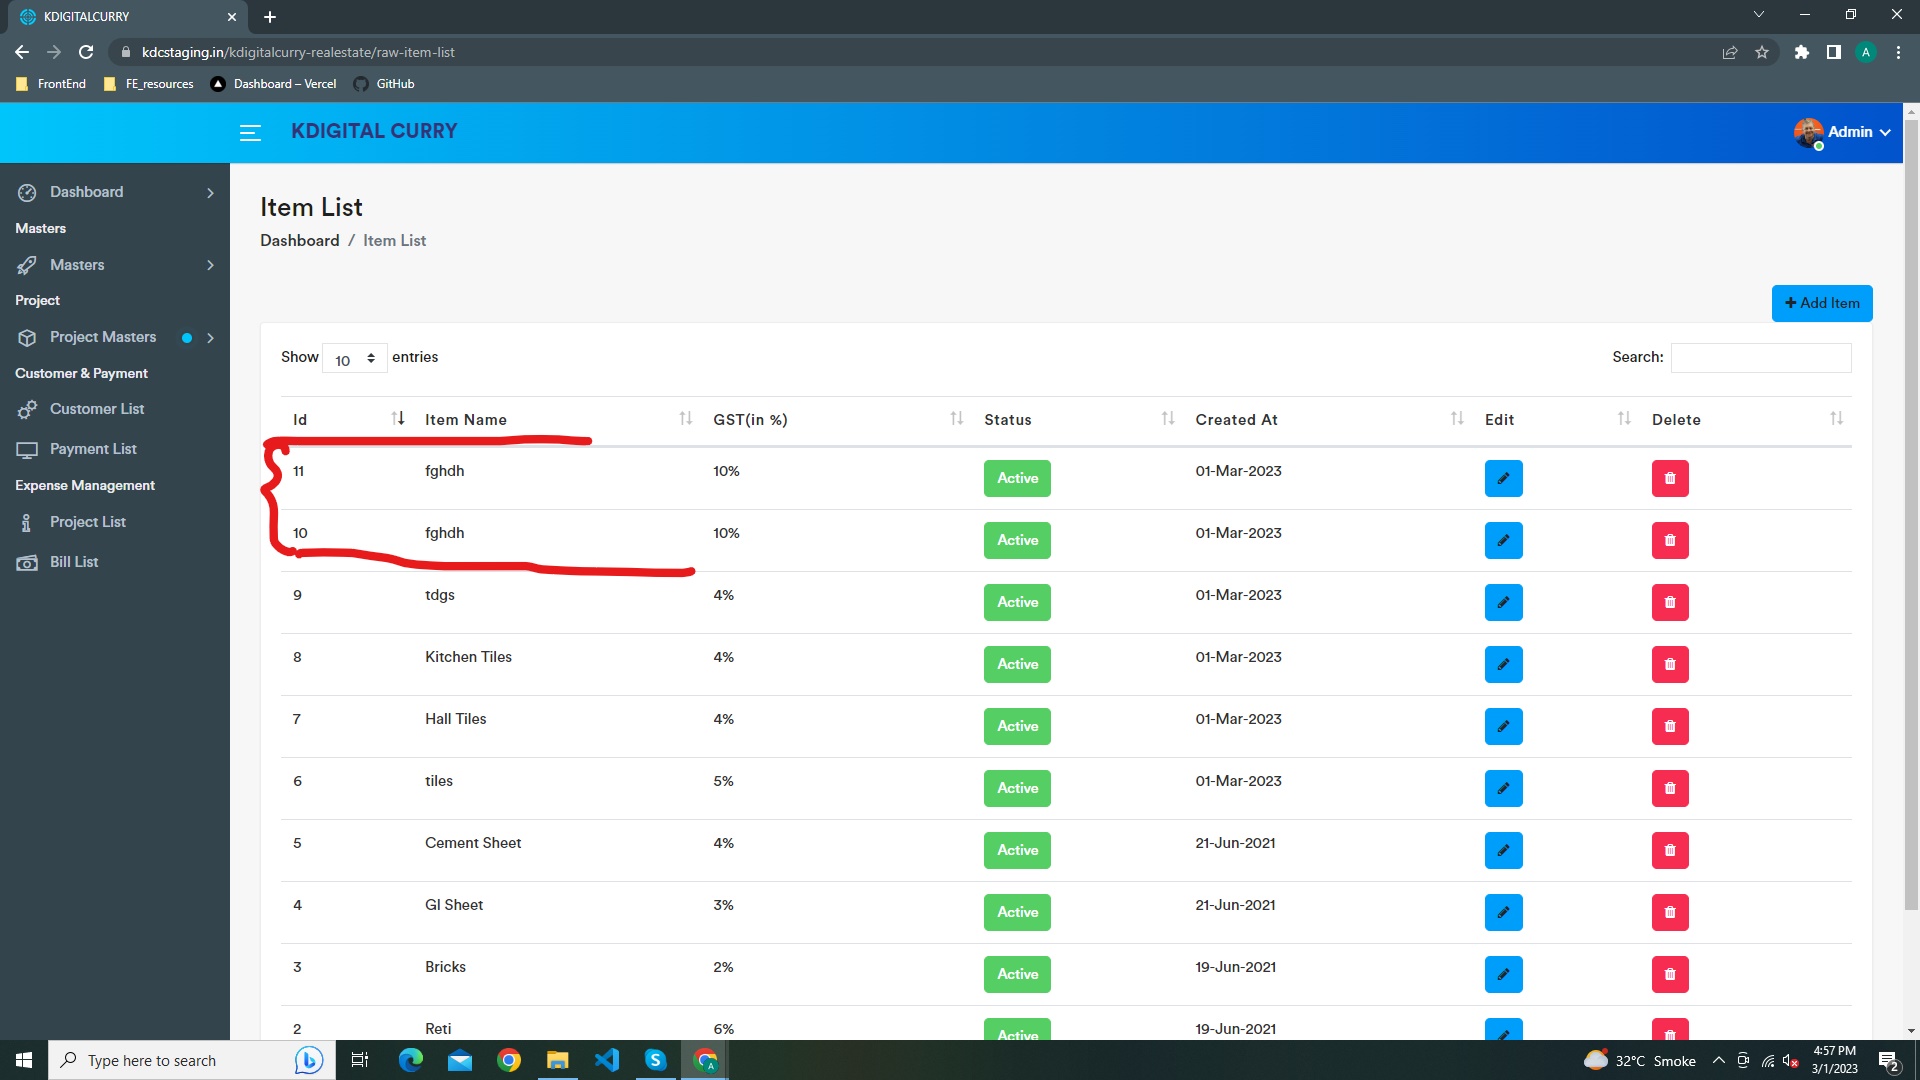 KDIGITALCURRY
kdcstaging.in/kdigitalcurry-realestate/raw-item-list
A
FrontEnd FE_resources Dashboard – Vercel GitHub
KDIGITAL CURRY
Admin
Dashboard
Masters
Masters
Project
Project Masters
Customer & Payment
Customer List
Payment List
Expense Management
Project List
Bill List
Item List
Dashboard / Item List
+ Add Item
Show 10 entries
Search:
Id Item Name GST(in %) Status Created At Edit Delete
11 fghdh 10% Active 01-Mar-2023
10 fghdh 10% Active 01-Mar-2023
9 tdgs 4% Active 01-Mar-2023
8 Kitchen Tiles 4% Active 01-Mar-2023
7 Hall Tiles 4% Active 01-Mar-2023
6 tiles 5% Active 01-Mar-2023
5 Cement Sheet 4% Active 21-Jun-2021
4 GI Sheet 3% Active 21-Jun-2021
3 Bricks 2% Active 19-Jun-2021
2 Reti 6% Active 19-Jun-2021
Type here to search
32°C Smoke
4:57 PM
3/1/2023
2